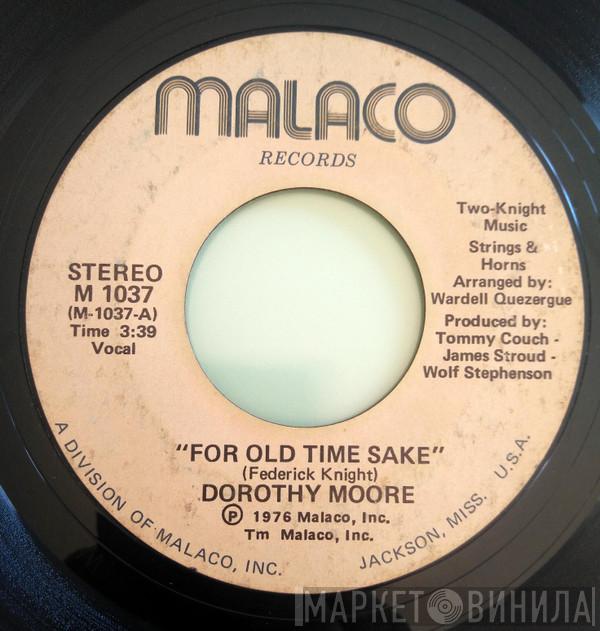 MALACO
RECORDS
STEREO
M 1037
(M-1037-A)
Time 3:39
Vocal
Two-Knight
Music
Strings &
Horns
Arranged by:
Wardell Quezergue
Produced by:
Tommy Couch -
James Stroud -
Wolf Stephenson
"FOR OLD TIME SAKE"
(Federick Knight)
DOROTHY MOORE
Ⓟ 1976 Malaco, Inc.
Tm Malaco, Inc.
A DIVISION OF MALACO, INC. JACKSON, MISS. U.S.A.
МАРКЕТ ВИНИЛА